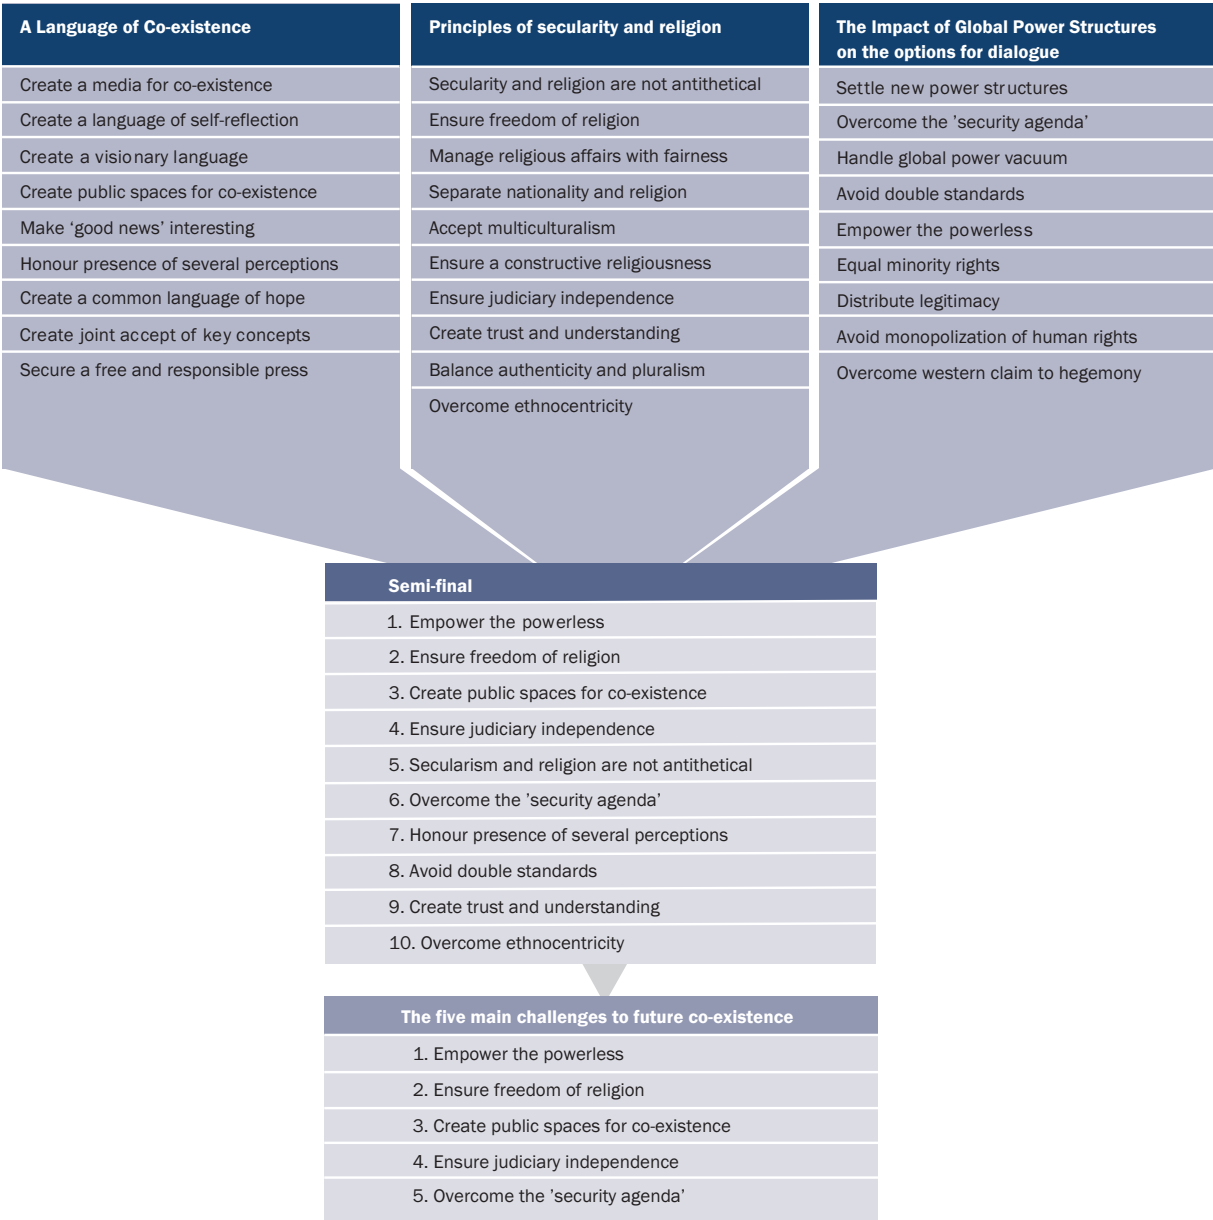 A Language of Co-existence
Create a media for co-existence
Create a language of self-reflection
Create a visionary language
Create public spaces for co-existence
Make ‘good news’ interesting
Honour presence of several perceptions
Create a common language of hope
Create joint accept of key concepts
Secure a free and responsible press
Principles of secularity and religion
Secularity and religion are not antithetical
Ensure freedom of religion
Manage religious affairs with fairness
Separate nationality and religion
Accept multiculturalism
Ensure a constructive religiousness
Ensure judiciary independence
Create trust and understanding
Balance authenticity and pluralism
Overcome ethnocentricity
The Impact of Global Power Structures
on the options for dialogue
Settle new power structures
Overcome the ’security agenda’
Handle global power vacuum
Avoid double standards
Empower the powerless
Equal minority rights
Distribute legitimacy
Avoid monopolization of human rights
Overcome western claim to hegemony
Semi-final
1. Empower the powerless
2. Ensure freedom of religion
3. Create public spaces for co-existence
4. Ensure judiciary independence
5. Secularism and religion are not antithetical
6. Overcome the ’security agenda’
7. Honour presence of several perceptions
8. Avoid double standards
9. Create trust and understanding
10. Overcome ethnocentricity
The five main challenges to future co-existence
1. Empower the powerless
2. Ensure freedom of religion
3. Create public spaces for co-existence
4. Ensure judiciary independence
5. Overcome the ’security agenda’